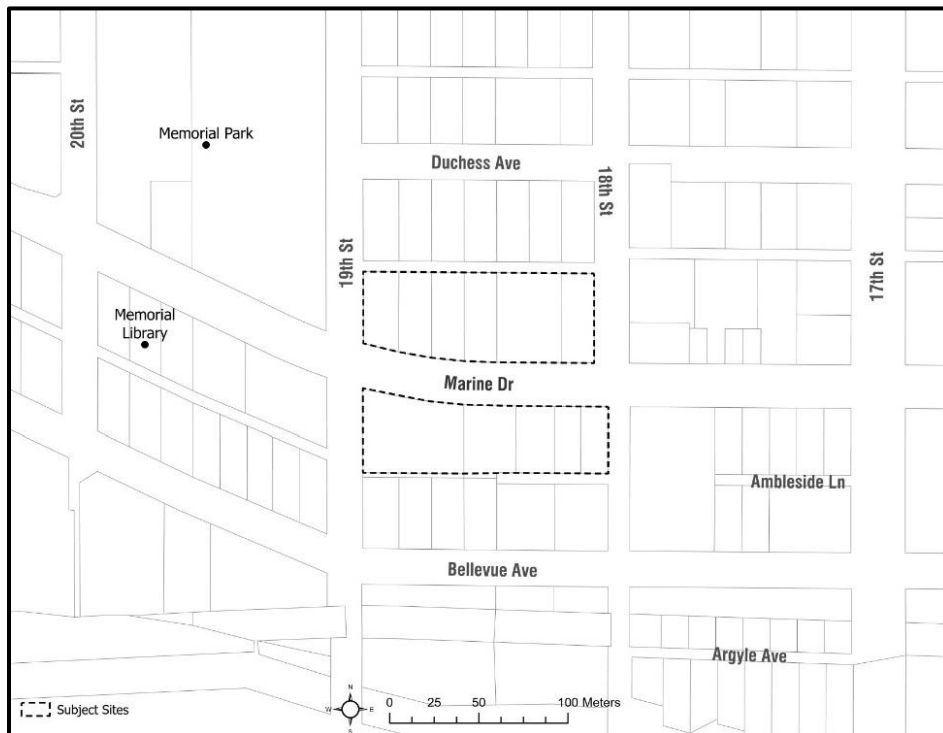 20th St
Memorial Park
Duchess Ave
18th St
19th St
17th St
Memorial
Library
Marine Dr
Ambleside Ln
Bellevue Ave
Argyle Ave
Subject Sites
N
W E
S
0 25 50 100 Meters